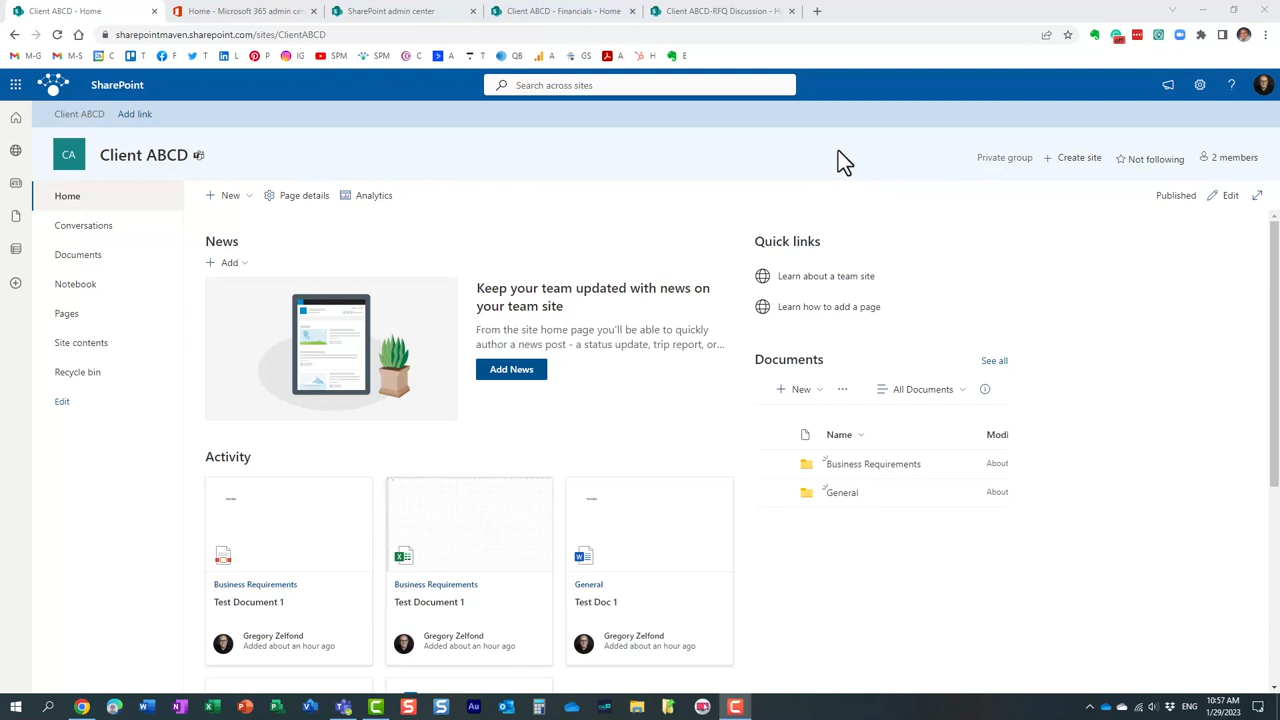 Client ABCD - Home
Home - Microsoft 365 admin cen
SharePoint admin center
Client ABCD - Financials - Home
Client ABCD-RFQ Discussion - Ho
sharepointmaven.sharepoint.com/sites/ClientABCD
M-G
M-S
C
T
F
T
L
P
IG
SPM
SPM
C
A
T
QB
A
GS
A
H
E
SharePoint
Search across sites
Client ABCD
Add link
CA
Client ABCD
Private group
Create site
Not following
2 members
Home
Conversations
Documents
Notebook
Pages
Site contents
Recycle bin
Edit
New
Page details
Analytics
Published
Edit
News
Add
Keep your team updated with news on
your team site
From the site home page you'll be able to quickly
author a news post - a status update, trip report, or...
Add News
Quick links
Learn about a team site
Learn how to add a page
Documents
See all
New
All Documents
Name
Modi
Business Requirements
About
General
About
Activity
Business Requirements
Test Document 1
Gregory Zelfond
Added about an hour ago
Business Requirements
Test Document 1
Gregory Zelfond
Added about an hour ago
General
Test Doc 1
Gregory Zelfond
Added about an hour ago
ENG
10:57 AM
1/29/2023